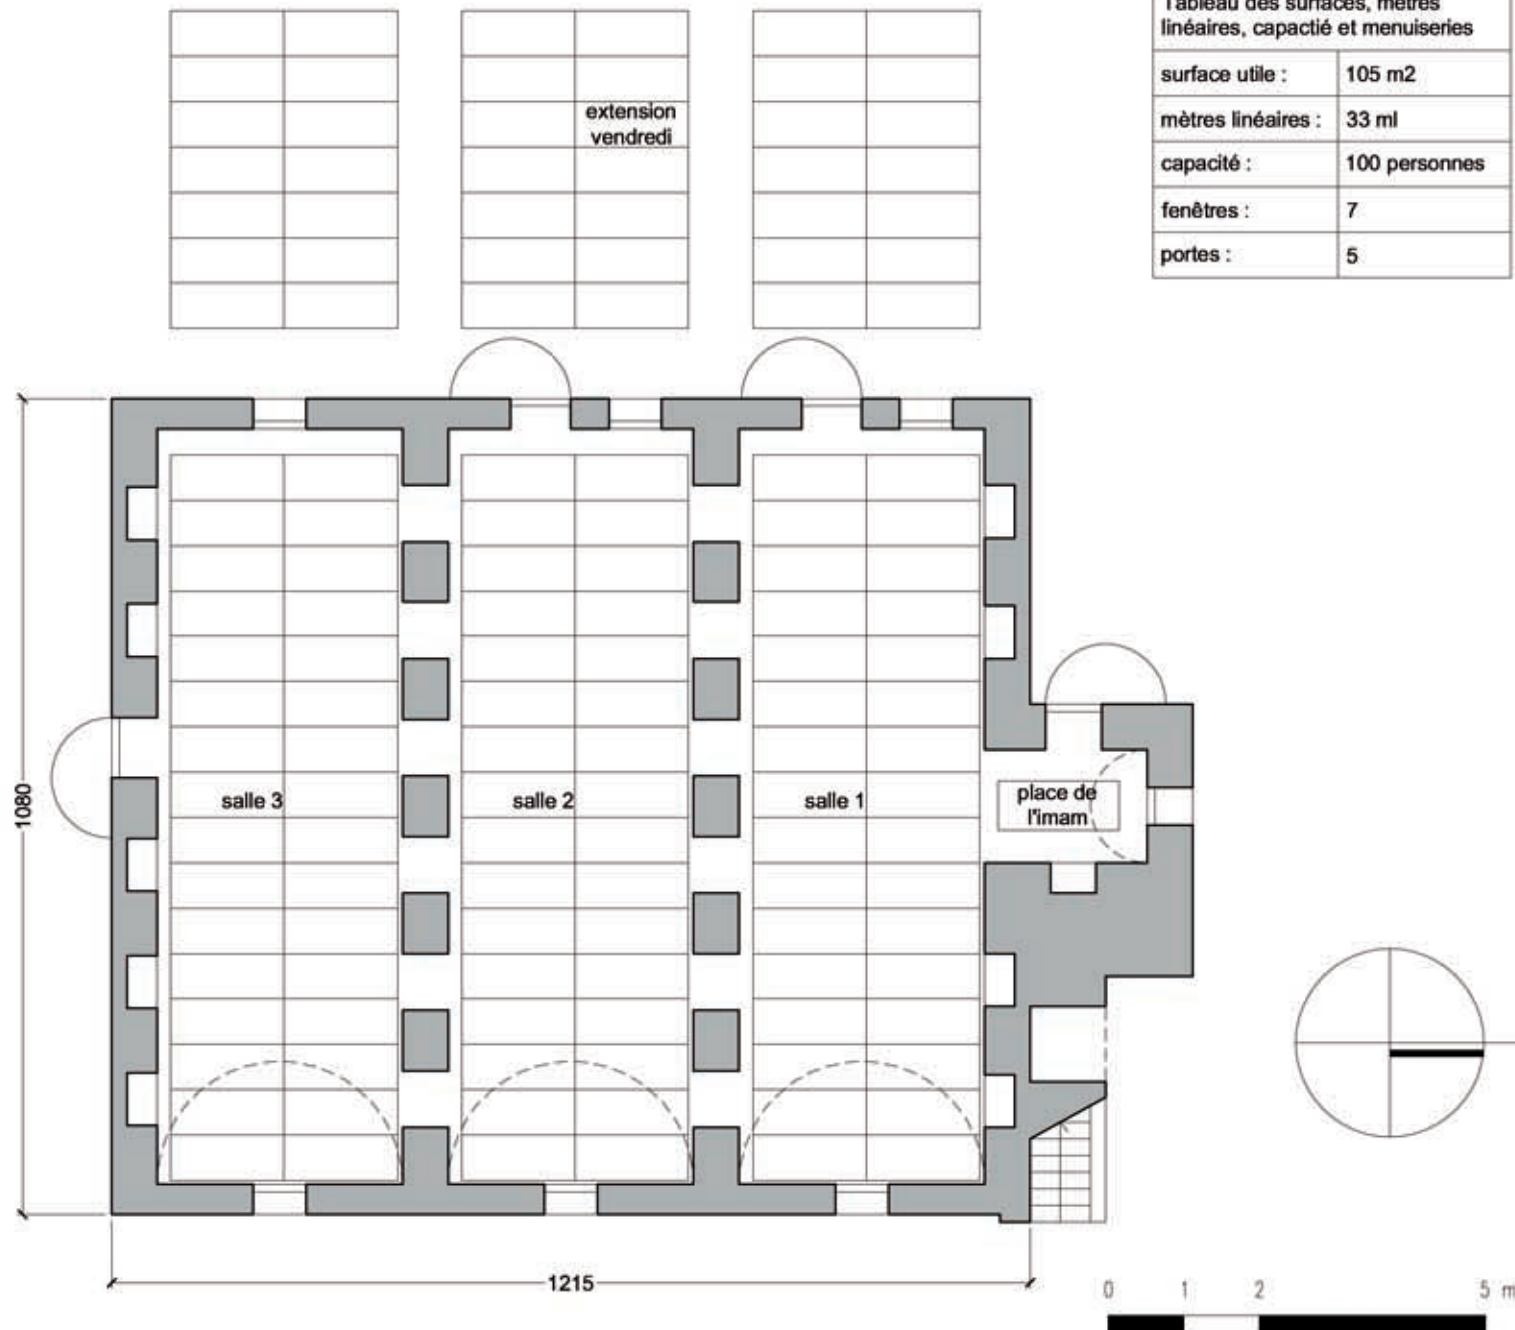 Tableau des surfaces, mètres
linéaires, capactié et menuiseries
surface utile : 105 m2
mètres linéaires : 33 ml
capacité : 100 personnes
fenêtres : 7
portes : 5
extension
vendredi
salle 3
salle 2
salle 1
place de
l'imam
1080
1215
0 1 2 5 m